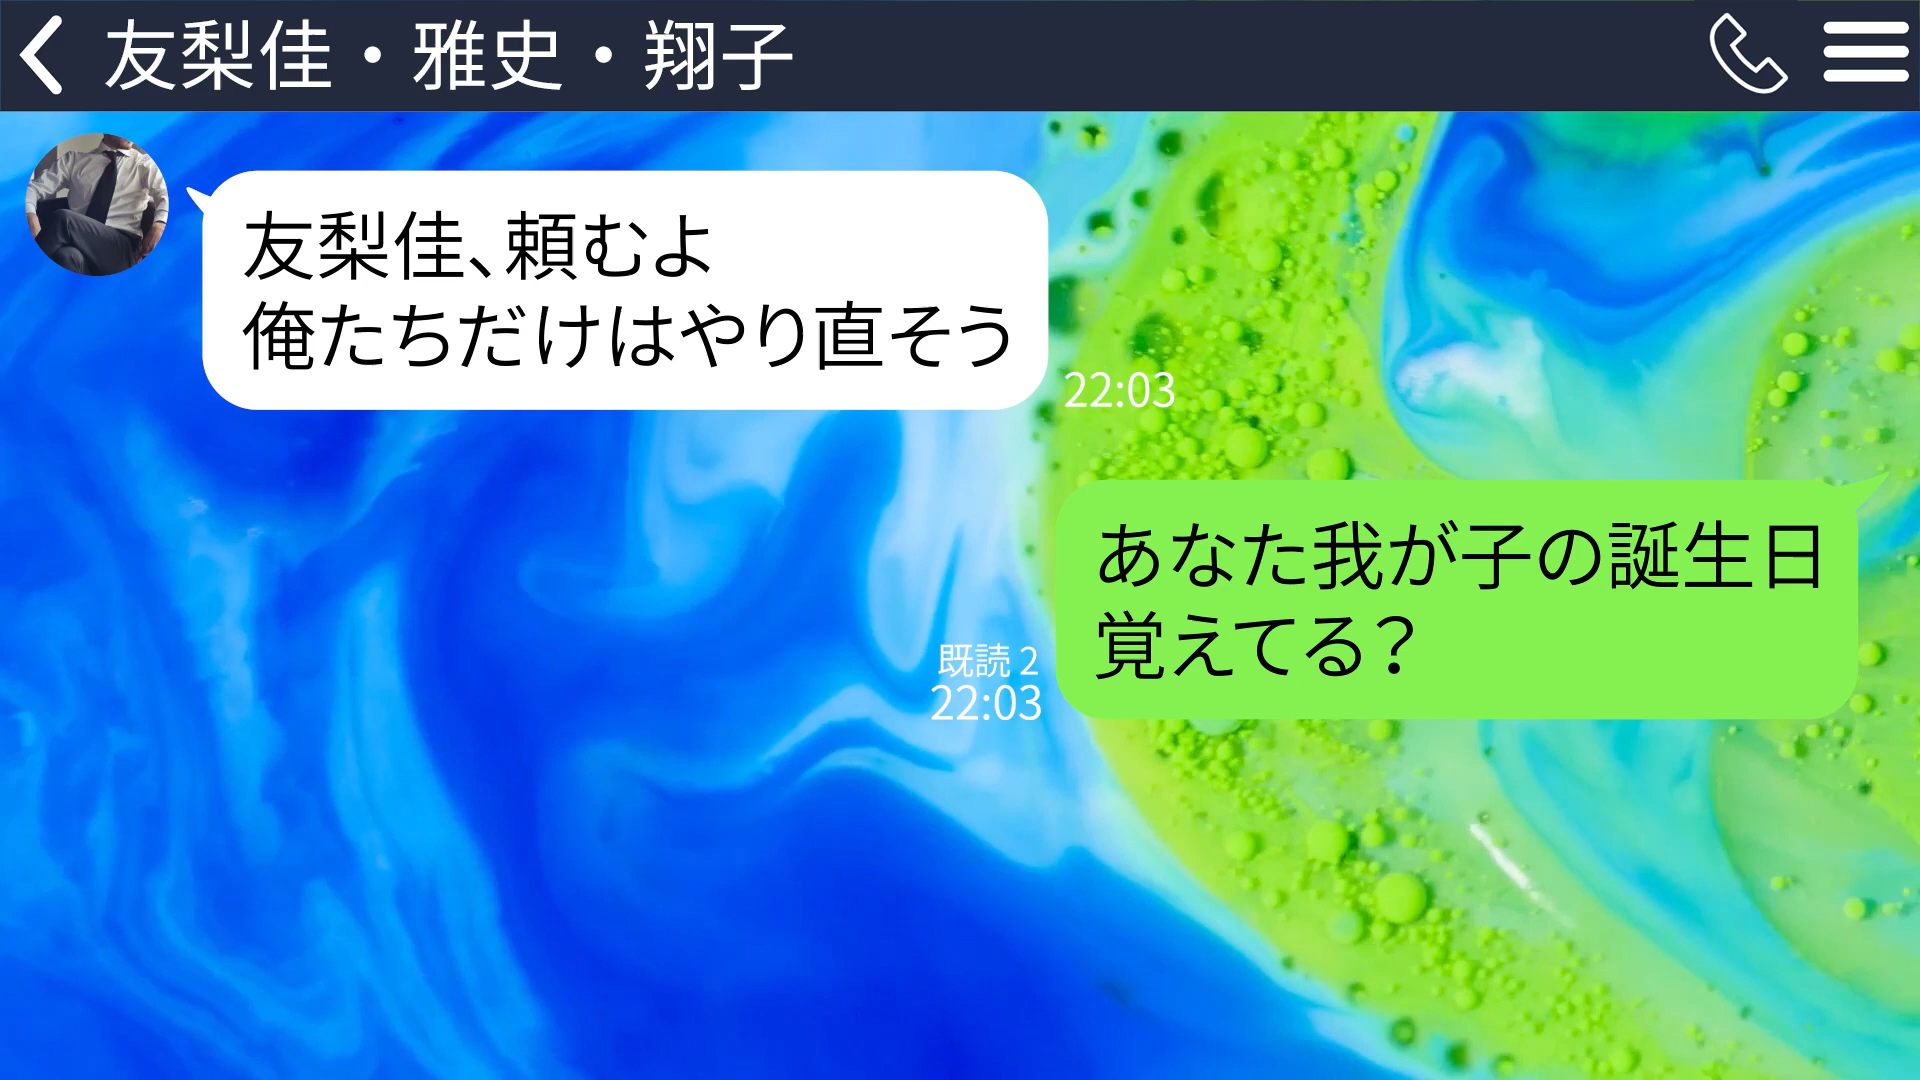 友梨佳・雅史・翔子
友梨佳、頼むよ
俺たちだけはやり直そう
22:03
あなた我が子の誕生日
覚えてる？
既読 2
22:03